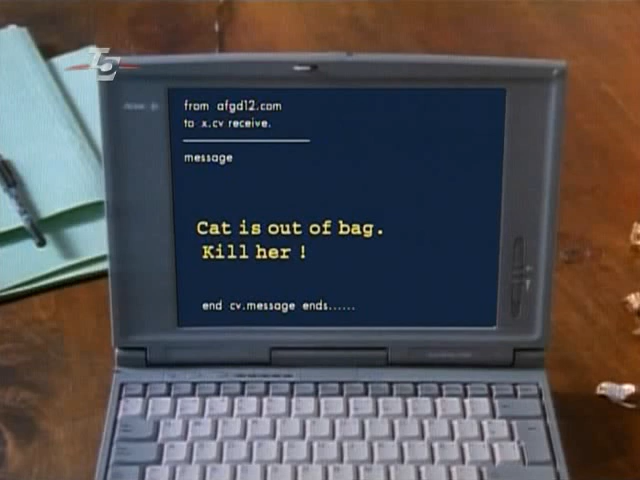 from afgd12.com
to x.cv receive.
message
Cat is out of bag.
Kill her !
end cv.message ends......